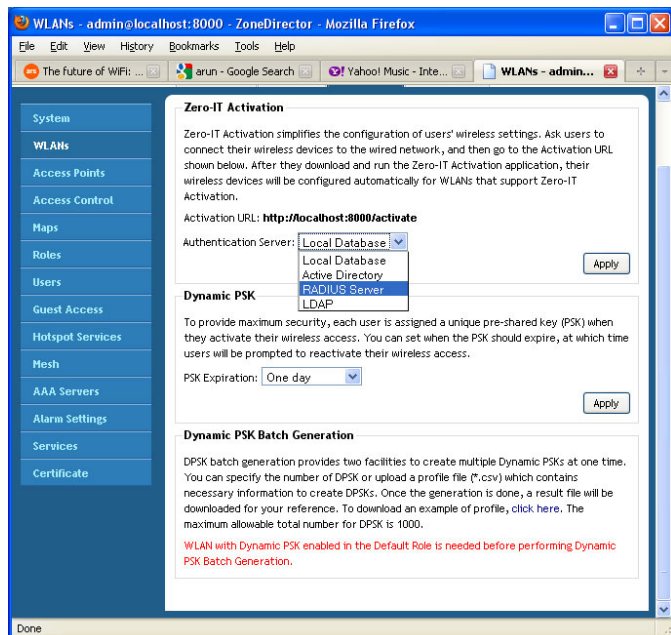 WLANs - admin@localhost:8000 - ZoneDirector - Mozilla Firefox
File Edit View History Bookmarks Tools Help
The future of WiFi: ...
arun - Google Search
Yahoo! Music - Inte...
WLANs - admin...
System
WLANs
Access Points
Access Control
Maps
Roles
Users
Guest Access
Hotspot Services
Mesh
AAA Servers
Alarm Settings
Services
Certificate
Zero-IT Activation
Zero-IT Activation simplifies the configuration of users' wireless settings. Ask users to
connect their wireless devices to the wired network, and then go to the Activation URL
shown below. After they download and run the Zero-IT Activation application, their
wireless devices will be configured automatically for WLANs that support Zero-IT
Activation.
Activation URL: http://localhost:8000/activate
Authentication Server: Local Database
Local Database
Active Directory
RADIUS Server
LDAP
Apply
Dynamic PSK
To provide maximum security, each user is assigned a unique pre-shared key (PSK) when
they activate their wireless access. You can set when the PSK should expire, at which time
users will be prompted to reactivate their wireless access.
PSK Expiration: One day
Apply
Dynamic PSK Batch Generation
DPSK batch generation provides two facilities to create multiple Dynamic PSKs at one time.
You can specify the number of DPSK or upload a profile file (*.csv) which contains
necessary information to create DPSKs. Once the generation is done, a result file will be
downloaded for your reference. To download an example of profile, click here. The
maximum allowable total number for DPSK is 1000.
WLAN with Dynamic PSK enabled in the Default Role is needed before performing Dynamic
PSK Batch Generation.
Done